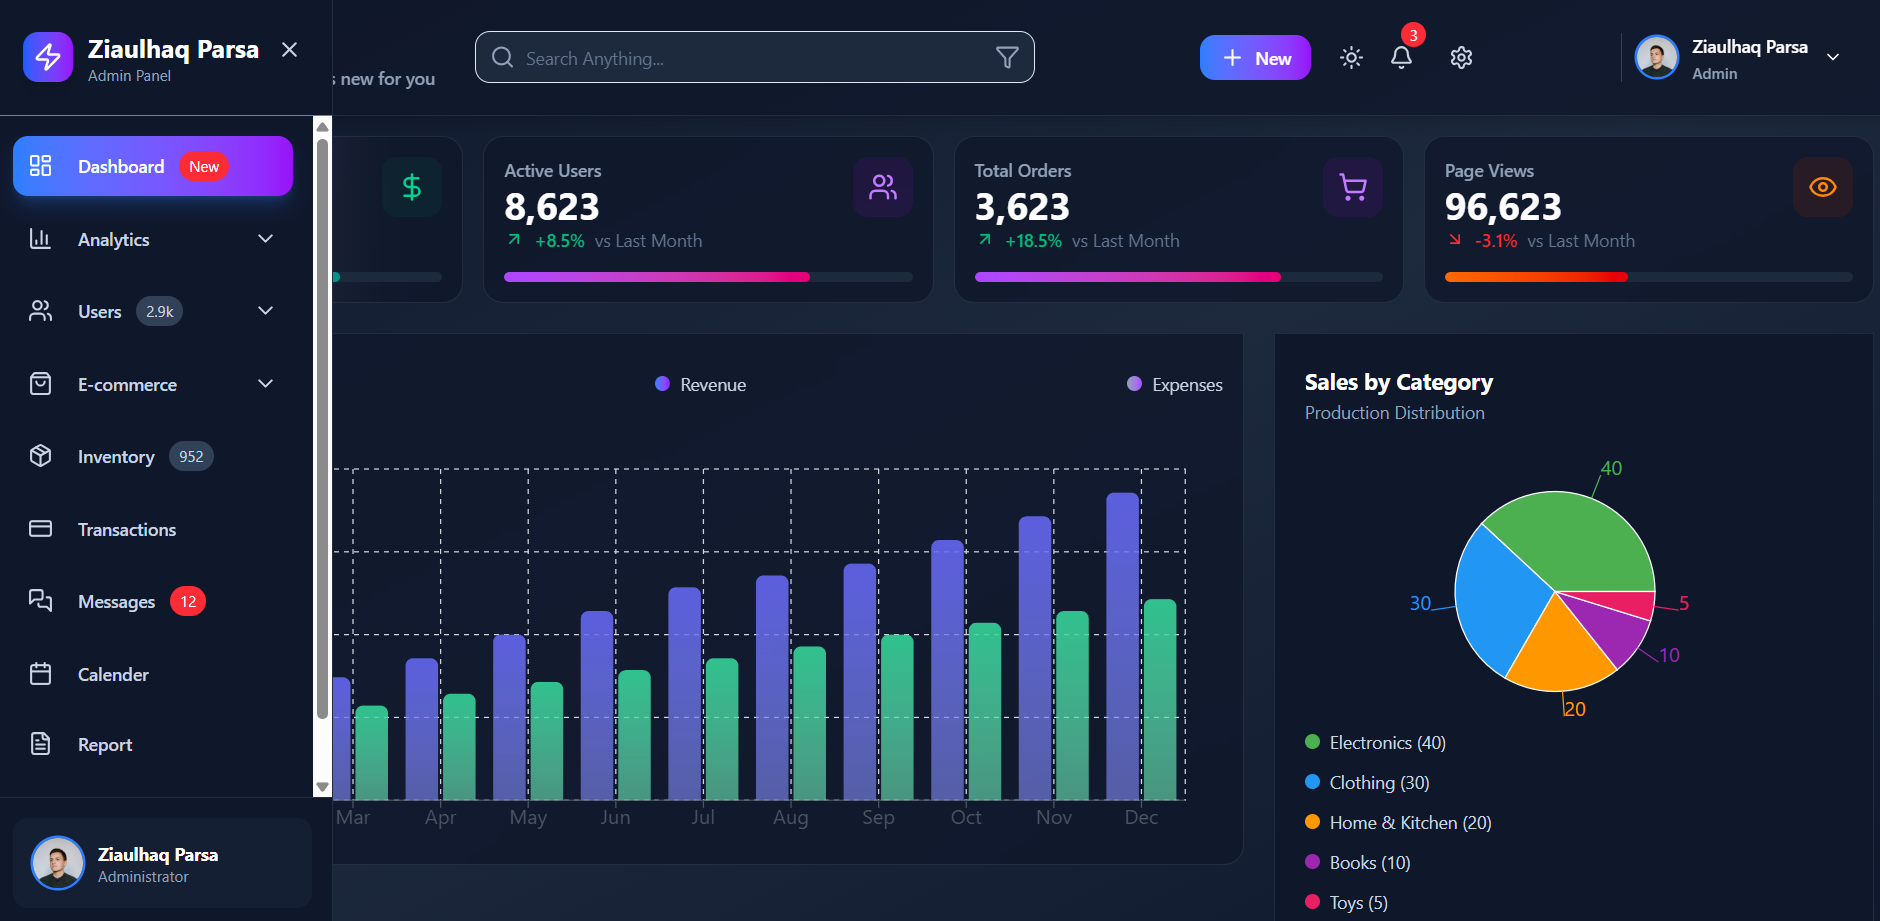 Ziaulhaq Parsa
Admin Panel
Dashboard New
Analytics
Users 2.9k
E-commerce
Inventory 952
Transactions
Messages 12
Calender
Report
Ziaulhaq Parsa
Administrator
new for you
Search Anything...
New
3
Ziaulhaq Parsa
Admin
Active Users
8,623
+8.5% vs Last Month
Total Orders
3,623
+18.5% vs Last Month
Page Views
96,623
-3.1% vs Last Month
Revenue
Expenses
Mar Apr May Jun Jul Aug Sep Oct Nov Dec
Sales by Category
Production Distribution
40
30
5
10
20
Electronics (40)
Clothing (30)
Home & Kitchen (20)
Books (10)
Toys (5)